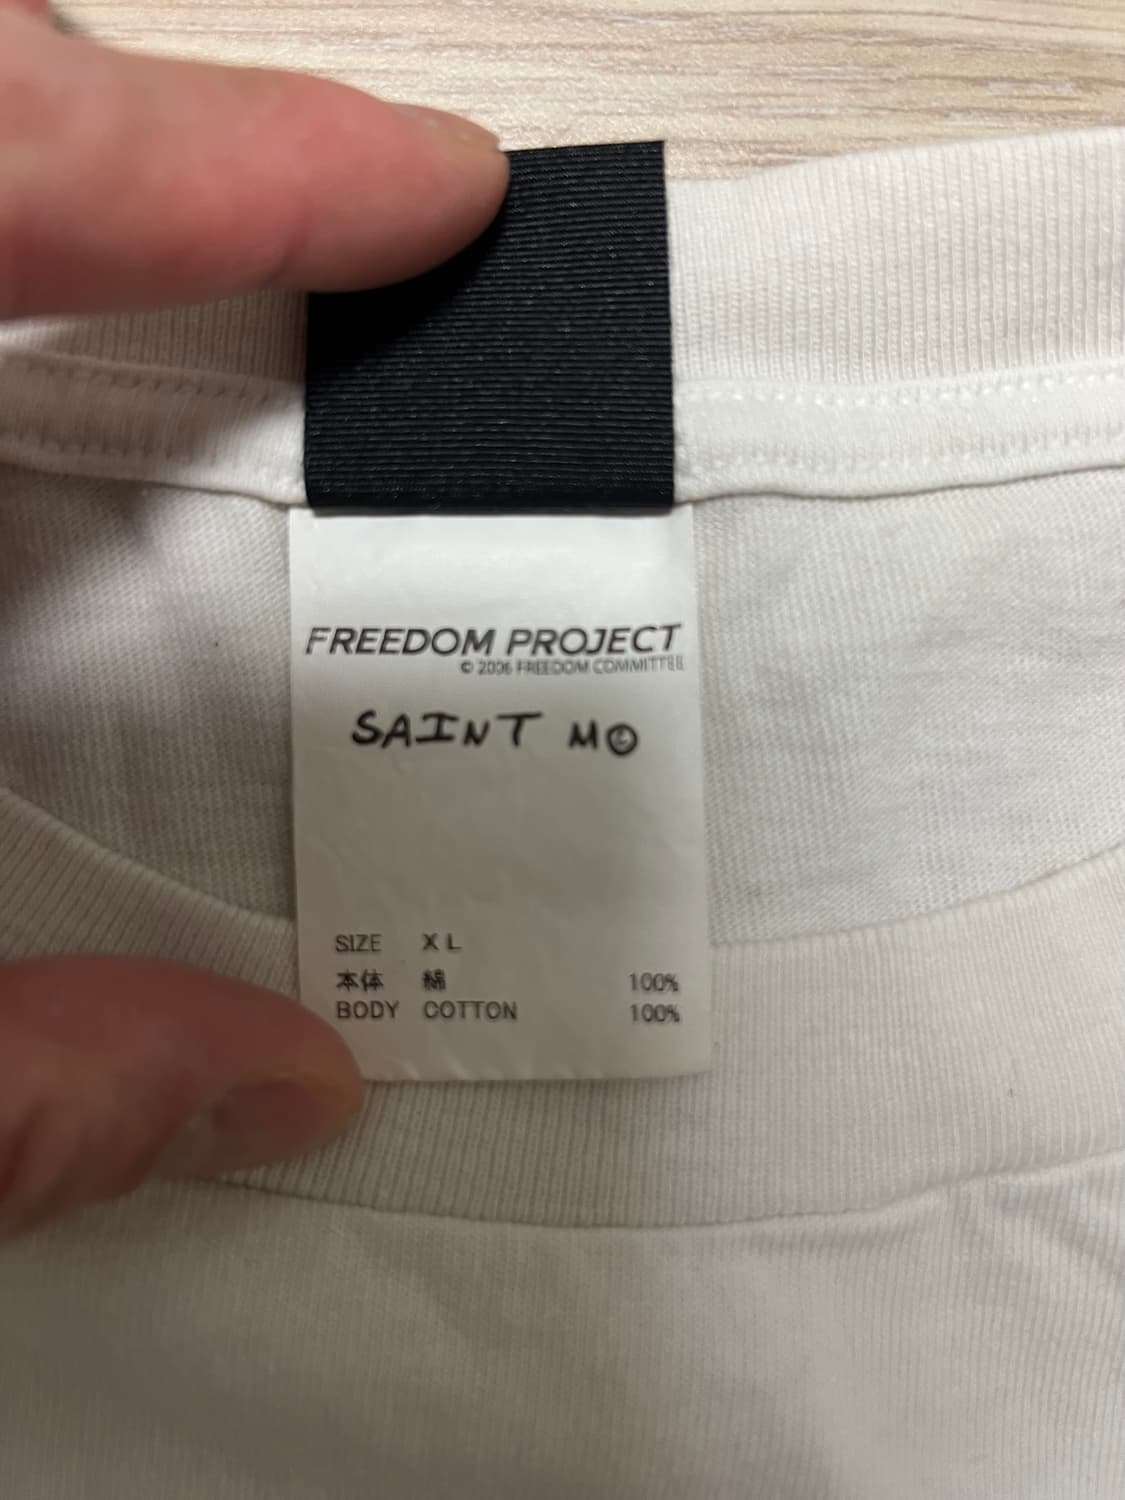 FREEDOM PROJECT
© 2006 FREEDOM COMMITTEE
SAINT M©
SIZE XL
本体 綿 100%
BODY COTTON 100%